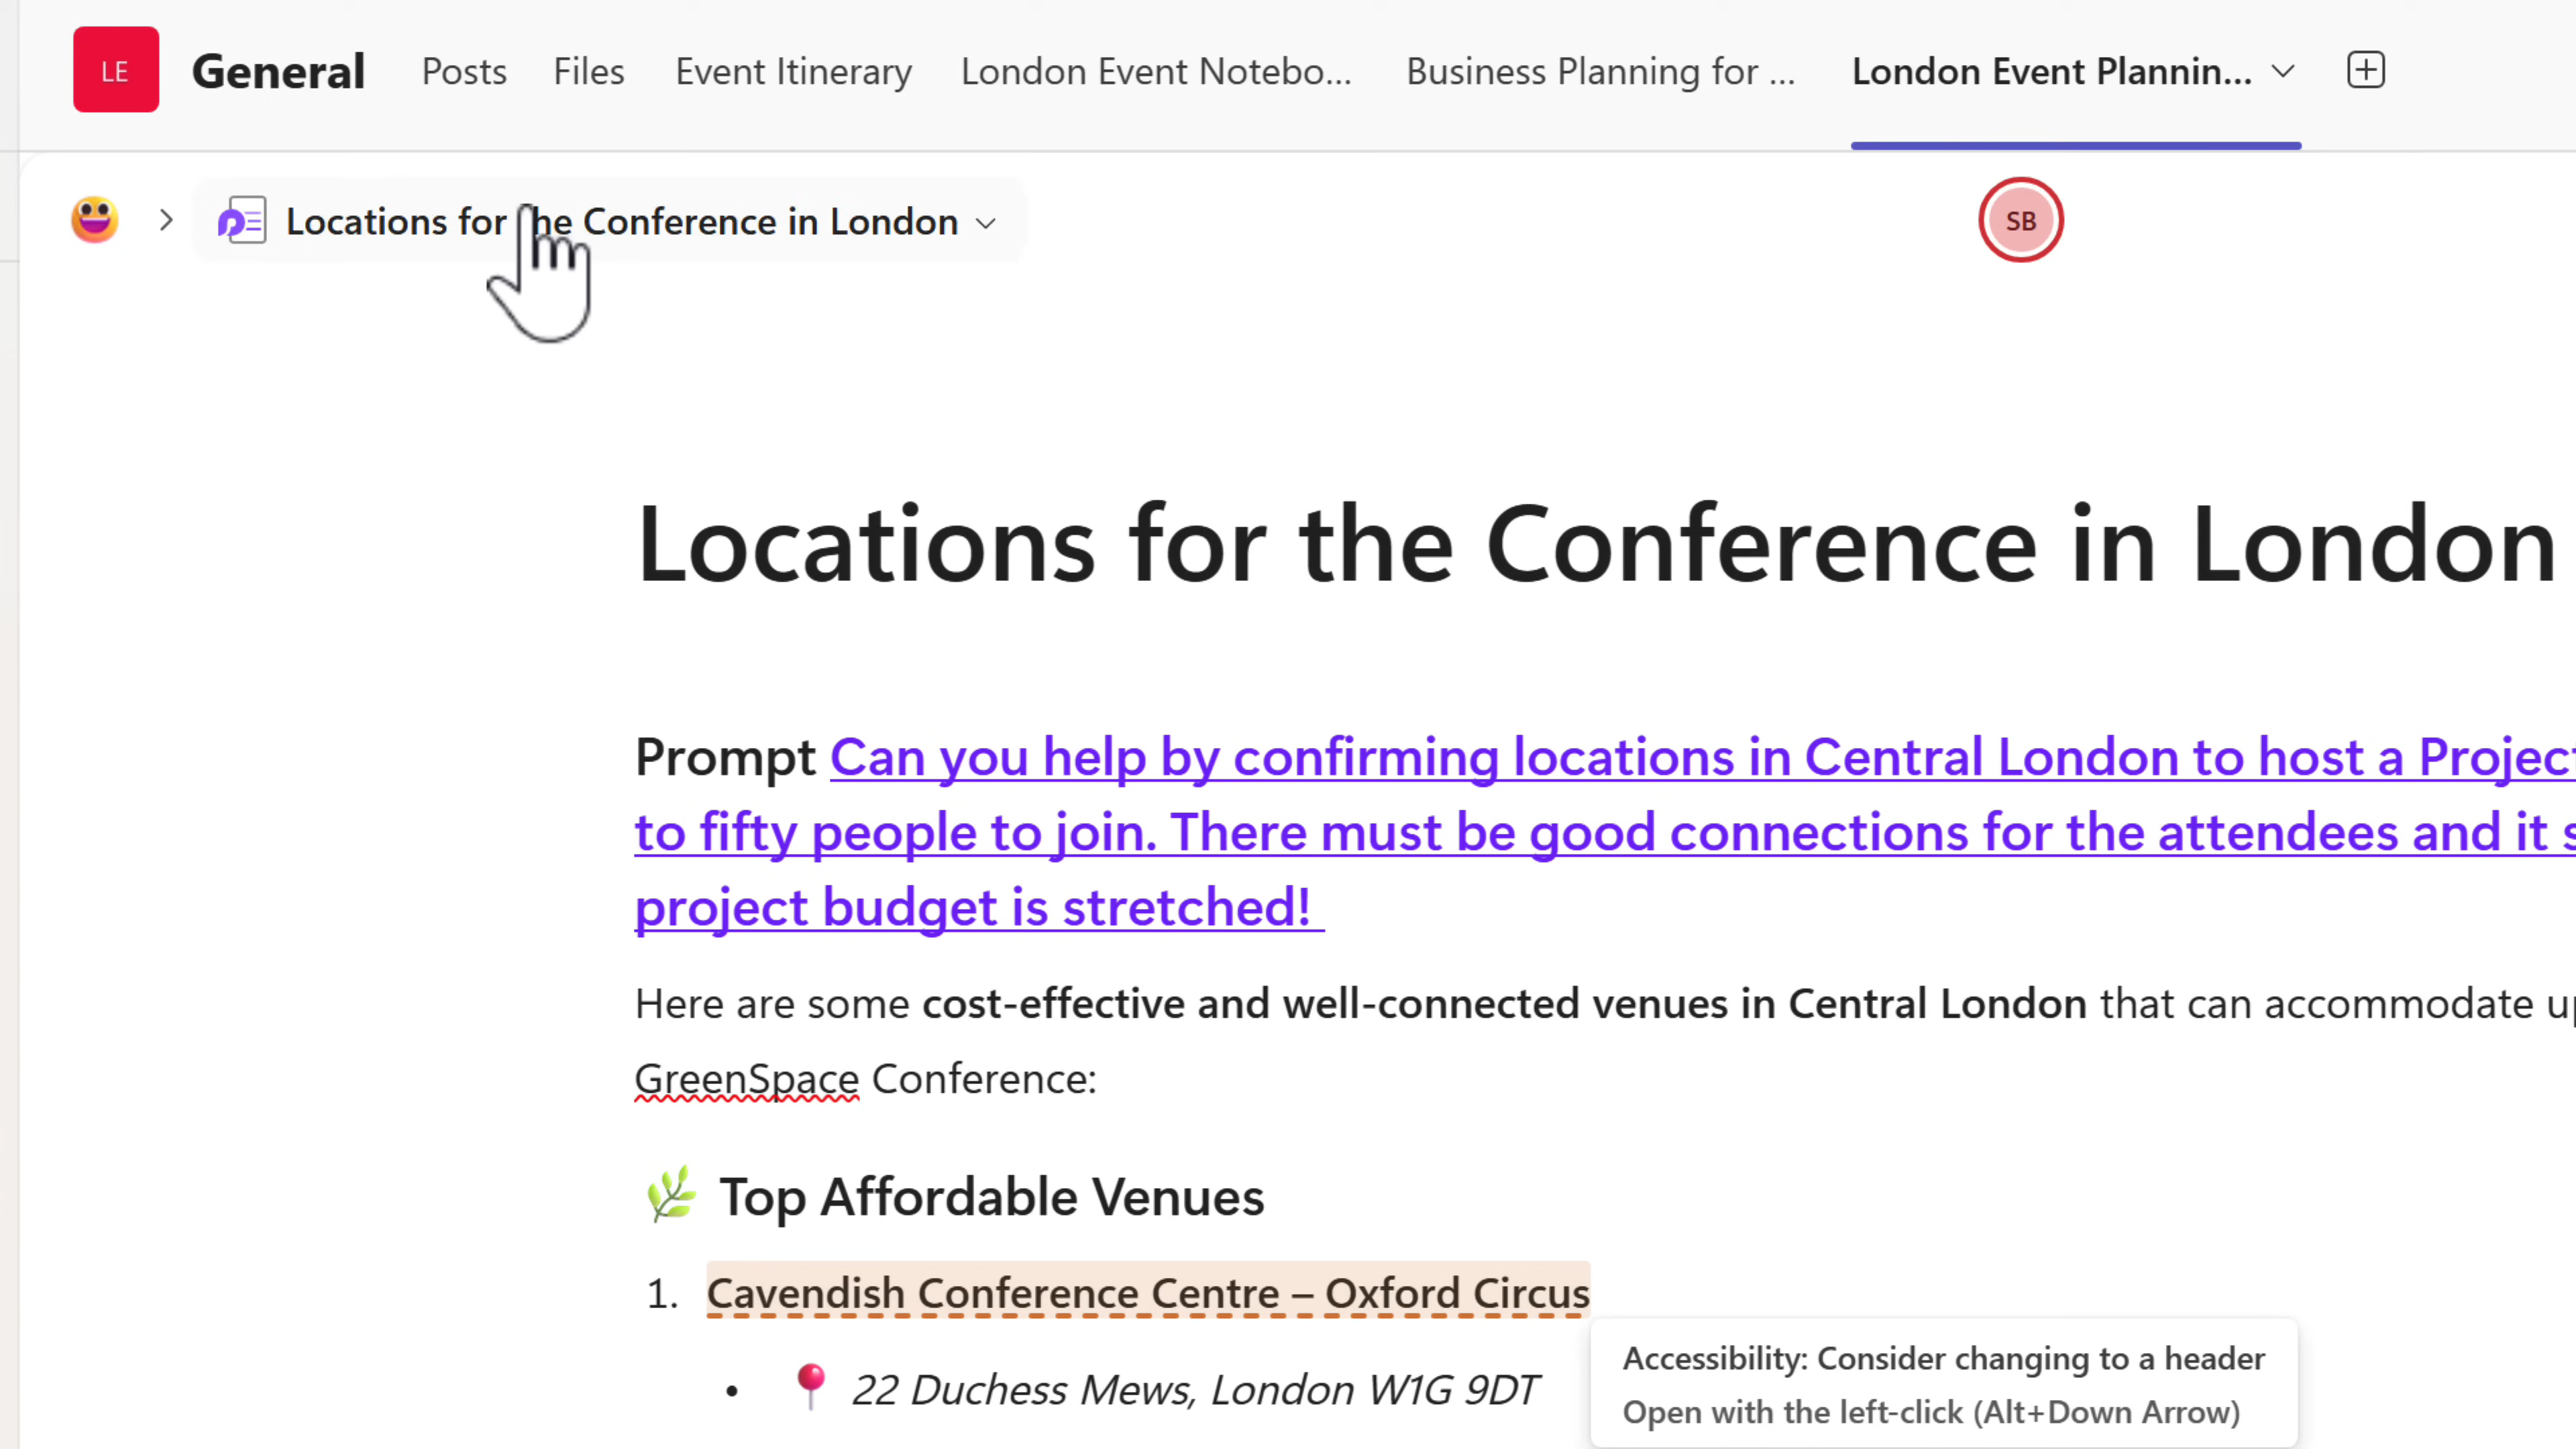 LE General Posts Files Event Itinerary London Event Notebo... Business Planning for ... London Event Plannin...
Locations for the Conference in London SB
Locations for the Conference in London
Prompt Can you help by confirming locations in Central London to host a Project
to fifty people to join. There must be good connections for the attendees and it s
project budget is stretched!
Here are some cost-effective and well-connected venues in Central London that can accommodate up
GreenSpace Conference:
Top Affordable Venues
1. Cavendish Conference Centre – Oxford Circus
• 22 Duchess Mews, London W1G 9DT
Accessibility: Consider changing to a header
Open with the left-click (Alt+Down Arrow)